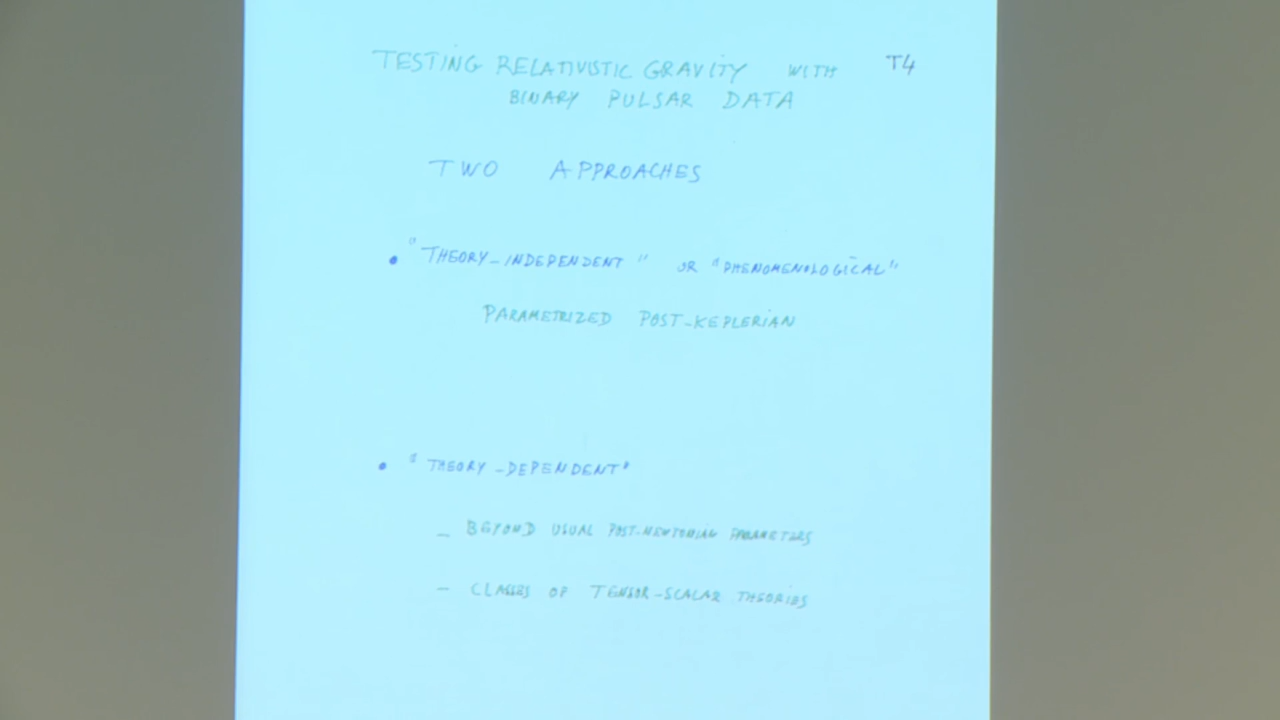 TESTING RELATIVISTIC GRAVITY WITH T4
BINARY PULSAR DATA
TWO APPROACHES
• "THEORY-INDEPENDENT" OR "PHENOMENOLOGICAL"
PARAMETRIZED POST-KEPLERIAN
• "THEORY-DEPENDENT"
- BEYOND USUAL POST-NEWTONIAN PARAMETERS
- CLASSES OF TENSOR-SCALAR THEORIES